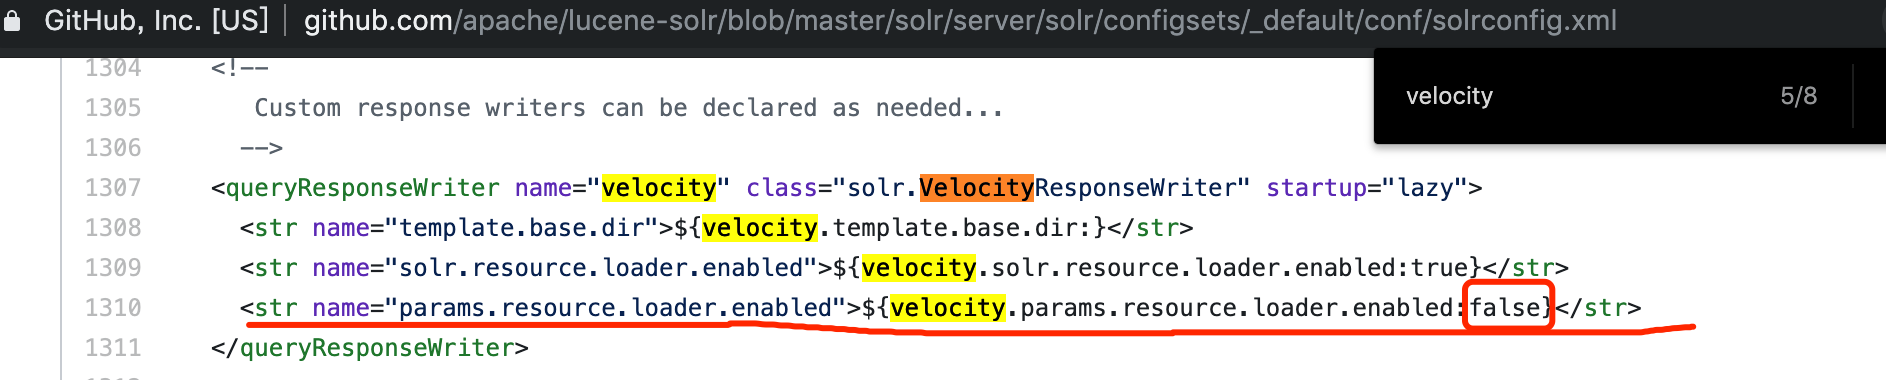 GitHub, Inc. [US] | github.com/apache/lucene-solr/blob/master/solr/server/solr/configsets/_default/conf/solrconfig.xml
velocity 5/8
1304 <!--
1305 Custom response writers can be declared as needed...
1306 -->
1307 <queryResponseWriter name="velocity" class="solr.VelocityResponseWriter" startup="lazy">
1308 <str name="template.base.dir">${velocity.template.base.dir:}</str>
1309 <str name="solr.resource.loader.enabled">${velocity.solr.resource.loader.enabled:true}</str>
1310 <str name="params.resource.loader.enabled">${velocity.params.resource.loader.enabled:false}</str>
1311 </queryResponseWriter>